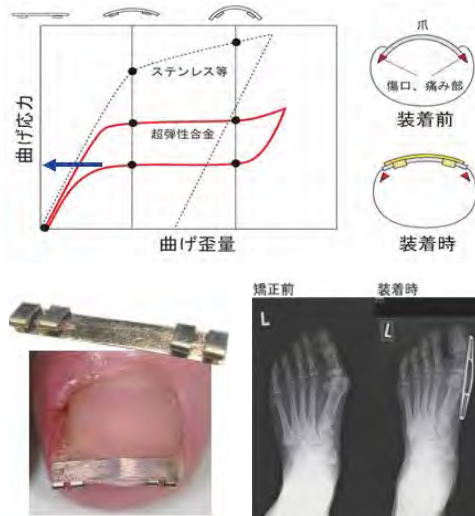 爪
ステンレス等
傷口、痛み部
装着前
超弾性合金
曲げ応力
曲げ歪量
装着時
矯正前
装着時
L
L